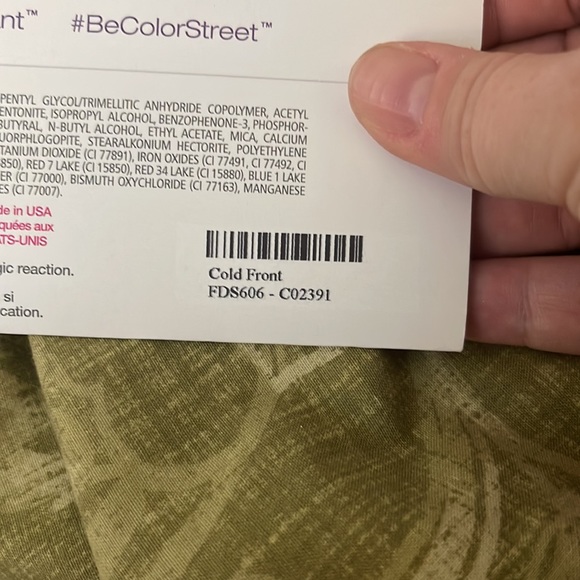 nt™ #BeColorStreet™
PENTYL GLYCOL/TRIMELLITIC ANHYDRIDE COPOLYMER, ACETYL
ENTONITE, ISOPROPYL ALCOHOL, BENZOPHENONE-3, PHOSPHOR-
BUTYRAL, N-BUTYL ALCOHOL, ETHYL ACETATE, MICA, CALCIUM
UORPHLOGOPITE, STEARALKONIUM HECTORITE, POLYETHYLENE
TANIUM DIOXIDE (CI 77891), IRON OXIDES (CI 77491, CI 77492, CI
850), RED 7 LAKE (CI 15850), RED 34 LAKE (CI 15880), BLUE 1 LAKE
ER (CI 77000), BISMUTH OXYCHLORIDE (CI 77163), MANGANESE
ES (CI 77007).
de in USA
quées aux
ATS-UNIS
gic reaction.
si
cation.
Cold Front
FDS606 - C02391